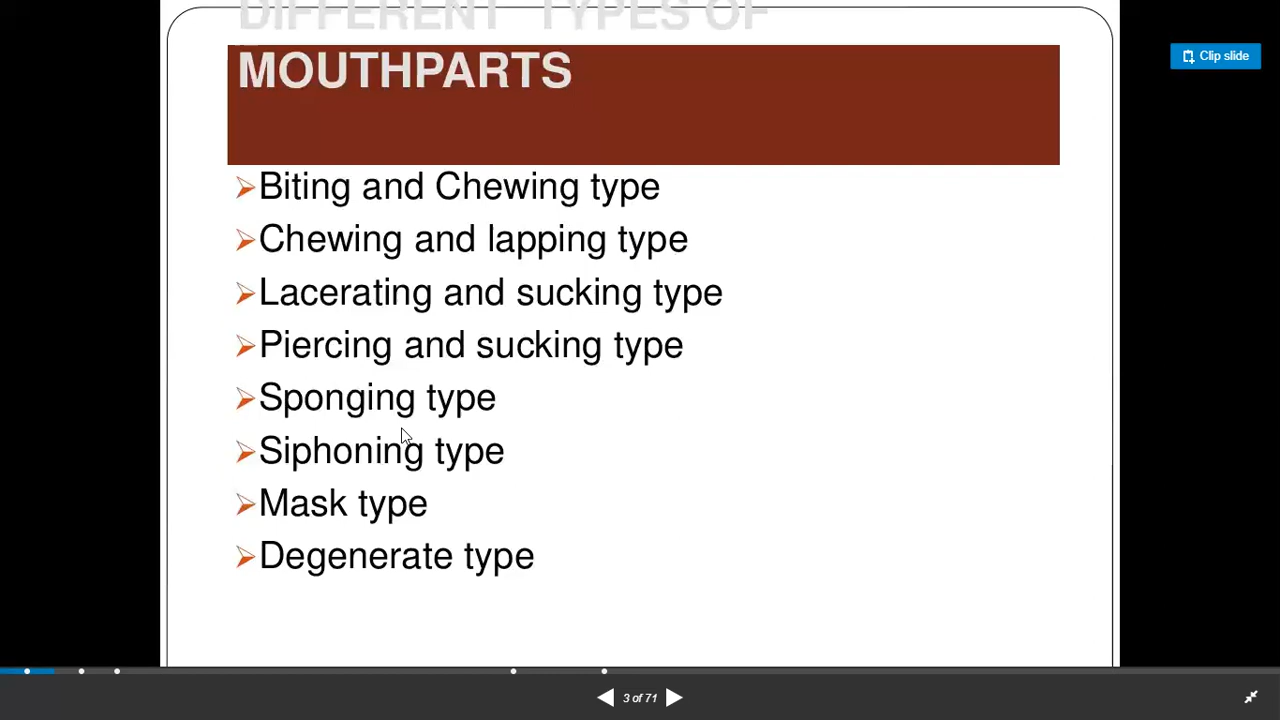 DIFFERENT TYPES OF
MOUTHPARTS
Clip slide
Biting and Chewing type
Chewing and lapping type
Lacerating and sucking type
Piercing and sucking type
Sponging type
Siphoning type
Mask type
Degenerate type
3 of 71